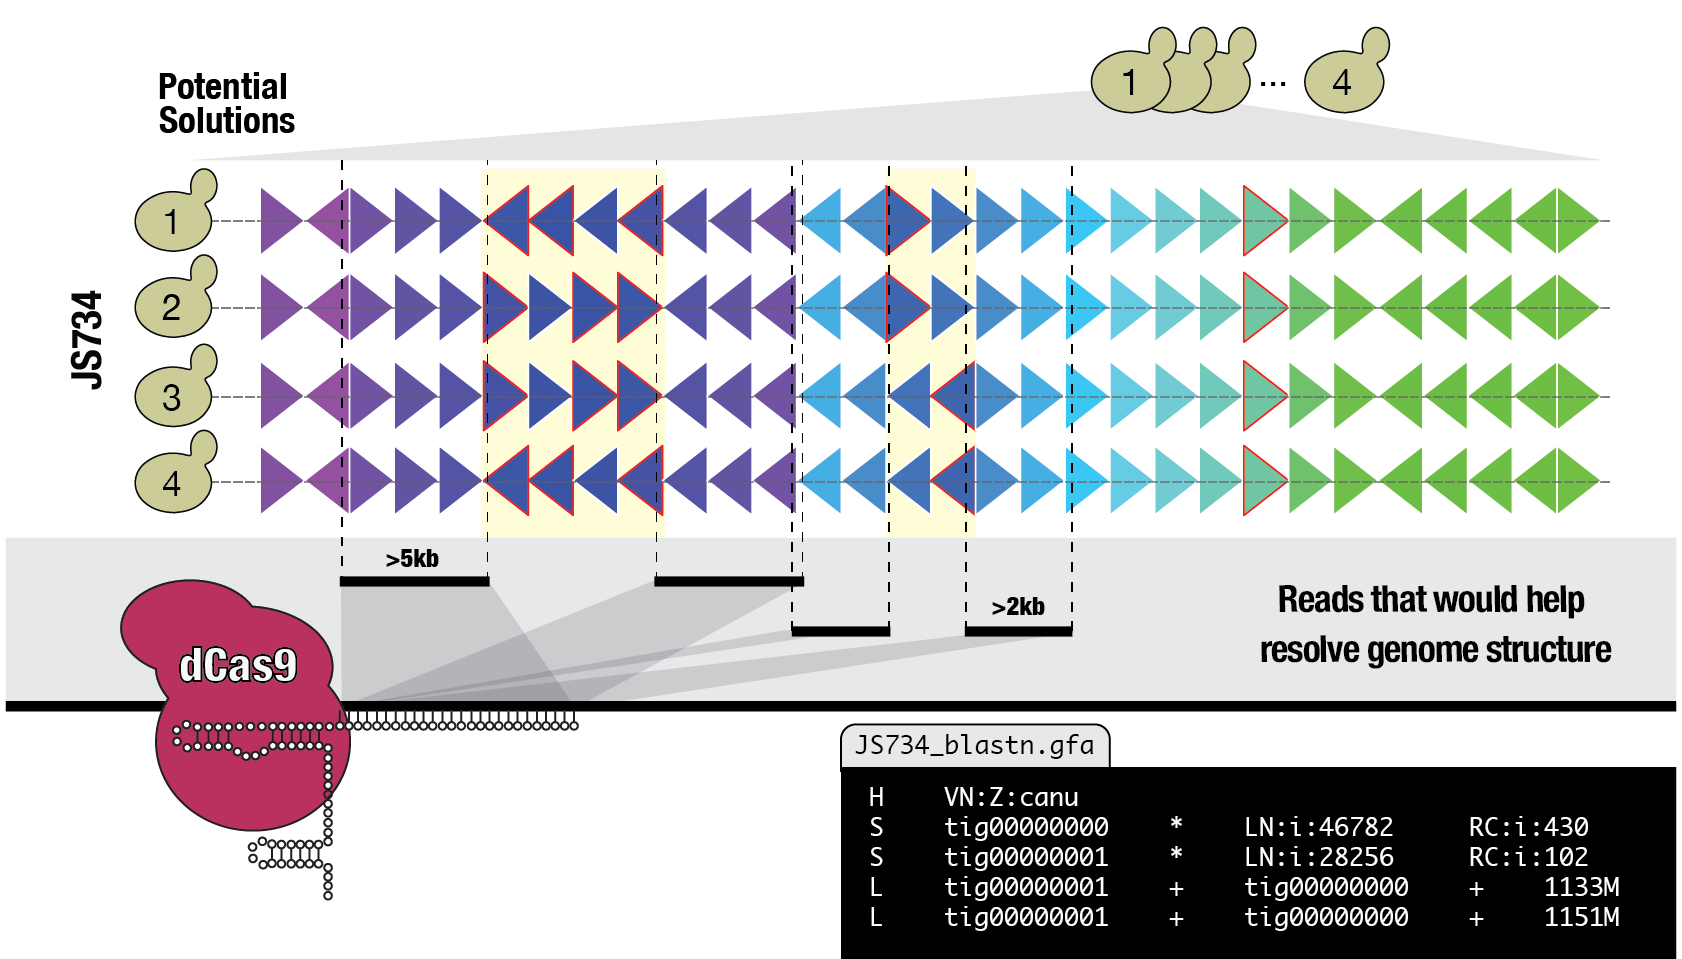 Potential
Solutions
1
...
4
JS734
1
2
3
4
>5kb
>2kb
Reads that would help
resolve genome structure
dCas9
JS734_blastn.gfa
H VN:Z:canu
S tig00000000 * LN:i:46782 RC:i:430
S tig00000001 * LN:i:28256 RC:i:102
L tig00000001 + tig00000000 + 1133M
L tig00000001 + tig00000000 + 1151M